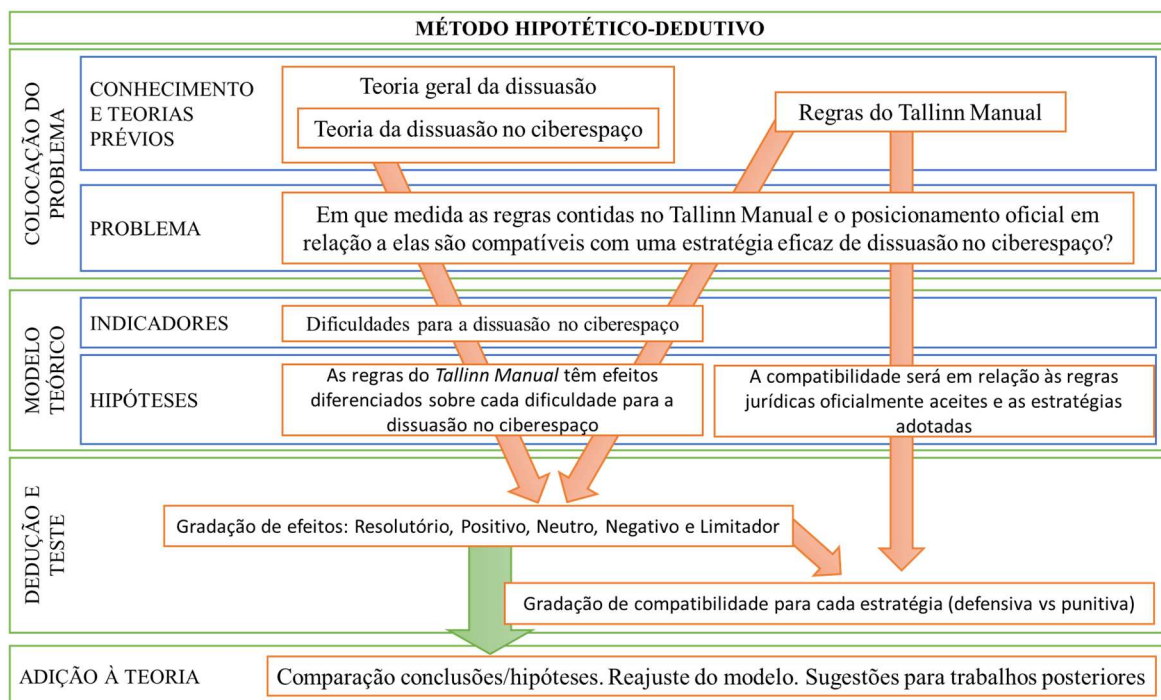 MÉTODO HIPOTÉTICO-DEDUTIVO
COLOCAÇÃO DO
PROBLEMA
CONHECIMENTO
E TEORIAS
PRÉVIOS
Teoria geral da dissuasão
Teoria da dissuasão no ciberespaço
Regras do Tallinn Manual
PROBLEMA
Em que medida as regras contidas no Tallinn Manual e o posicionamento oficial em
relação a elas são compatíveis com uma estratégia eficaz de dissuasão no ciberespaço?
MODELO
TEÓRICO
INDICADORES
Dificuldades para a dissuasão no ciberespaço
HIPÓTESES
As regras do Tallinn Manual têm efeitos
diferenciados sobre cada dificuldade para a
dissuasão no ciberespaço
A compatibilidade será em relação às regras
jurídicas oficialmente aceites e as estratégias
adotadas
DEDUÇÃO E
TESTE
Gradação de efeitos: Resolutório, Positivo, Neutro, Negativo e Limitador
Gradação de compatibilidade para cada estratégia (defensiva vs punitiva)
ADIÇÃO À TEORIA
Comparação conclusões/hipóteses. Reajuste do modelo. Sugestões para trabalhos posteriores